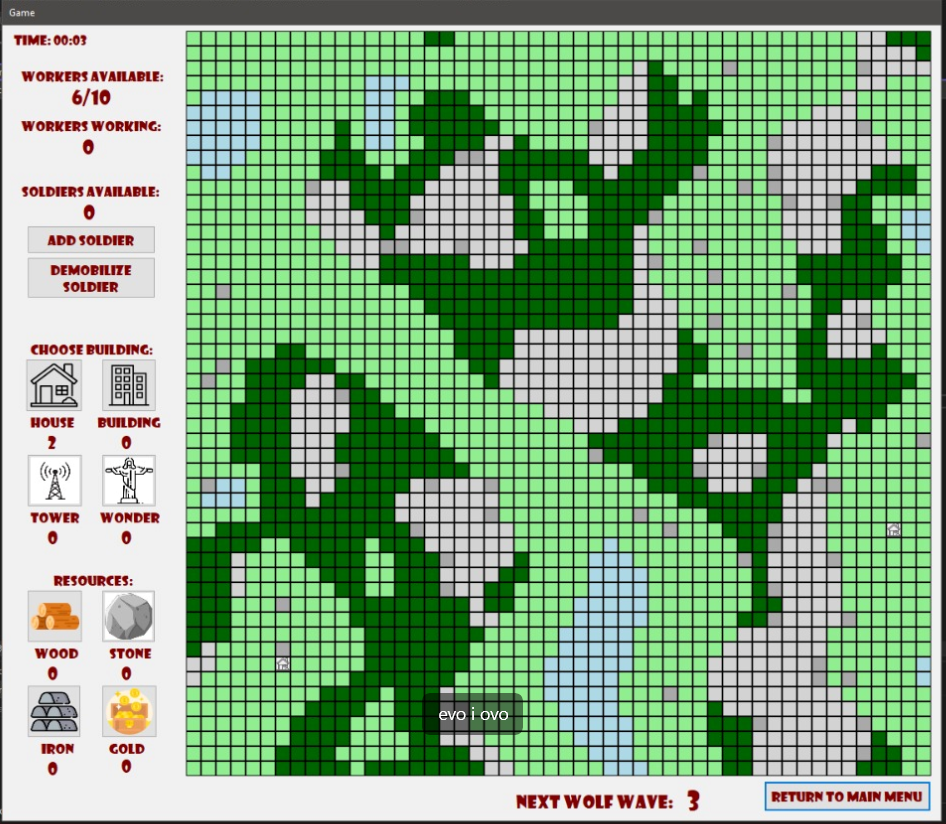 Game
TIME: 00:03
WORKERS AVAILABLE:
6/10
WORKERS WORKING:
0
SOLDIERS AVAILABLE:
0
ADD SOLDIER
DEMOBILIZE
SOLDIER
CHOOSE BUILDING:
HOUSE BUILDING
2 0
TOWER WONDER
0 0
RESOURCES:
WOOD STONE
0 0
IRON GOLD
0 0
evo i ovo
NEXT WOLF WAVE: 3
RETURN TO MAIN MENU